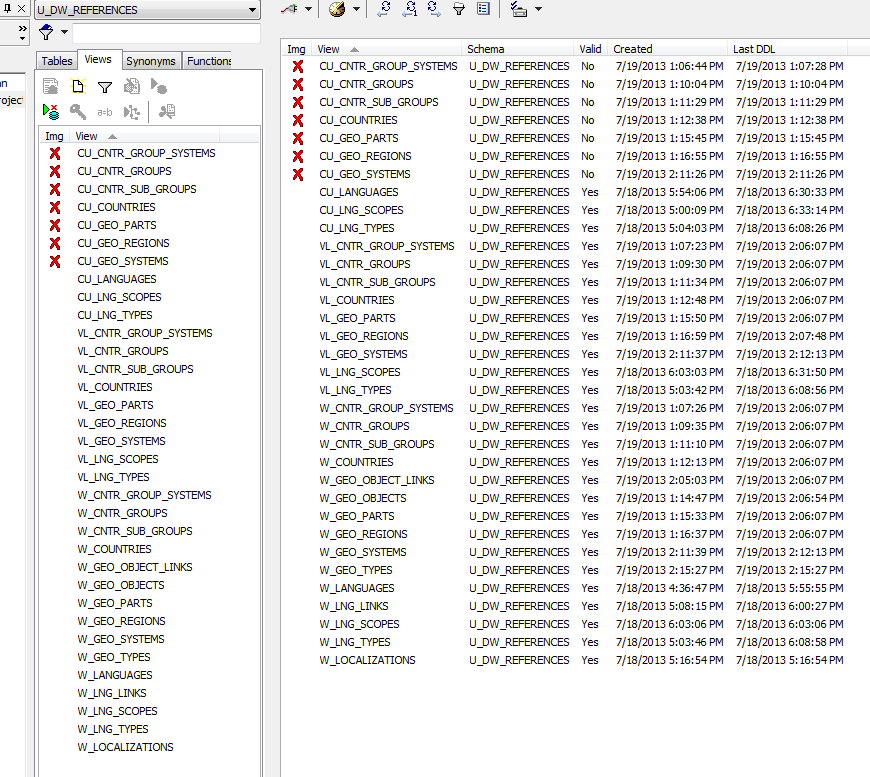 U_DW_REFERENCES
Tables Views Synonyms Functions
Img View
CU_CNTR_GROUP_SYSTEMS
CU_CNTR_GROUPS
CU_CNTR_SUB_GROUPS
CU_COUNTRIES
CU_GEO_PARTS
CU_GEO_REGIONS
CU_GEO_SYSTEMS
CU_LANGUAGES
CU_LNG_SCOPES
CU_LNG_TYPES
VL_CNTR_GROUP_SYSTEMS
VL_CNTR_GROUPS
VL_CNTR_SUB_GROUPS
VL_COUNTRIES
VL_GEO_PARTS
VL_GEO_REGIONS
VL_GEO_SYSTEMS
VL_LNG_SCOPES
VL_LNG_TYPES
W_CNTR_GROUP_SYSTEMS
W_CNTR_GROUPS
W_CNTR_SUB_GROUPS
W_COUNTRIES
W_GEO_OBJECT_LINKS
W_GEO_OBJECTS
W_GEO_PARTS
W_GEO_REGIONS
W_GEO_SYSTEMS
W_GEO_TYPES
W_LANGUAGES
W_LNG_LINKS
W_LNG_SCOPES
W_LNG_TYPES
W_LOCALIZATIONS
Img View Schema Valid Created Last DDL
CU_CNTR_GROUP_SYSTEMS U_DW_REFERENCES No 7/19/2013 1:06:44 PM 7/19/2013 1:07:28 PM
CU_CNTR_GROUPS U_DW_REFERENCES No 7/19/2013 1:10:04 PM 7/19/2013 1:10:04 PM
CU_CNTR_SUB_GROUPS U_DW_REFERENCES No 7/19/2013 1:11:29 PM 7/19/2013 1:11:29 PM
CU_COUNTRIES U_DW_REFERENCES No 7/19/2013 1:12:38 PM 7/19/2013 1:12:38 PM
CU_GEO_PARTS U_DW_REFERENCES No 7/19/2013 1:15:45 PM 7/19/2013 1:15:45 PM
CU_GEO_REGIONS U_DW_REFERENCES No 7/19/2013 1:16:55 PM 7/19/2013 1:16:55 PM
CU_GEO_SYSTEMS U_DW_REFERENCES No 7/19/2013 2:11:26 PM 7/19/2013 2:11:26 PM
CU_LANGUAGES U_DW_REFERENCES Yes 7/18/2013 5:54:06 PM 7/18/2013 6:30:33 PM
CU_LNG_SCOPES U_DW_REFERENCES Yes 7/18/2013 5:00:09 PM 7/18/2013 6:33:14 PM
CU_LNG_TYPES U_DW_REFERENCES Yes 7/18/2013 5:04:03 PM 7/18/2013 6:08:26 PM
VL_CNTR_GROUP_SYSTEMS U_DW_REFERENCES Yes 7/19/2013 1:07:23 PM 7/19/2013 2:06:07 PM
VL_CNTR_GROUPS U_DW_REFERENCES Yes 7/19/2013 1:09:30 PM 7/19/2013 2:06:07 PM
VL_CNTR_SUB_GROUPS U_DW_REFERENCES Yes 7/19/2013 1:11:34 PM 7/19/2013 2:06:07 PM
VL_COUNTRIES U_DW_REFERENCES Yes 7/19/2013 1:12:48 PM 7/19/2013 2:06:07 PM
VL_GEO_PARTS U_DW_REFERENCES Yes 7/19/2013 1:15:50 PM 7/19/2013 2:06:07 PM
VL_GEO_REGIONS U_DW_REFERENCES Yes 7/19/2013 1:16:59 PM 7/19/2013 2:07:48 PM
VL_GEO_SYSTEMS U_DW_REFERENCES Yes 7/19/2013 2:11:37 PM 7/19/2013 2:12:13 PM
VL_LNG_SCOPES U_DW_REFERENCES Yes 7/18/2013 6:03:03 PM 7/18/2013 6:31:50 PM
VL_LNG_TYPES U_DW_REFERENCES Yes 7/18/2013 5:03:42 PM 7/18/2013 6:08:56 PM
W_CNTR_GROUP_SYSTEMS U_DW_REFERENCES Yes 7/19/2013 1:07:26 PM 7/19/2013 2:06:07 PM
W_CNTR_GROUPS U_DW_REFERENCES Yes 7/19/2013 1:09:35 PM 7/19/2013 2:06:07 PM
W_CNTR_SUB_GROUPS U_DW_REFERENCES Yes 7/19/2013 1:11:10 PM 7/19/2013 2:06:07 PM
W_COUNTRIES U_DW_REFERENCES Yes 7/19/2013 1:12:13 PM 7/19/2013 2:06:07 PM
W_GEO_OBJECT_LINKS U_DW_REFERENCES Yes 7/19/2013 2:05:03 PM 7/19/2013 2:06:07 PM
W_GEO_OBJECTS U_DW_REFERENCES Yes 7/19/2013 1:14:47 PM 7/19/2013 2:06:54 PM
W_GEO_PARTS U_DW_REFERENCES Yes 7/19/2013 1:15:33 PM 7/19/2013 2:06:07 PM
W_GEO_REGIONS U_DW_REFERENCES Yes 7/19/2013 1:16:37 PM 7/19/2013 2:06:07 PM
W_GEO_SYSTEMS U_DW_REFERENCES Yes 7/19/2013 2:11:39 PM 7/19/2013 2:12:13 PM
W_GEO_TYPES U_DW_REFERENCES Yes 7/19/2013 2:15:27 PM 7/19/2013 2:15:27 PM
W_LANGUAGES U_DW_REFERENCES Yes 7/18/2013 4:36:47 PM 7/18/2013 5:55:55 PM
W_LNG_LINKS U_DW_REFERENCES Yes 7/18/2013 5:08:15 PM 7/18/2013 6:00:27 PM
W_LNG_SCOPES U_DW_REFERENCES Yes 7/18/2013 6:03:06 PM 7/18/2013 6:03:06 PM
W_LNG_TYPES U_DW_REFERENCES Yes 7/18/2013 5:03:46 PM 7/18/2013 6:08:58 PM
W_LOCALIZATIONS U_DW_REFERENCES Yes 7/18/2013 5:16:54 PM 7/18/2013 5:16:54 PM